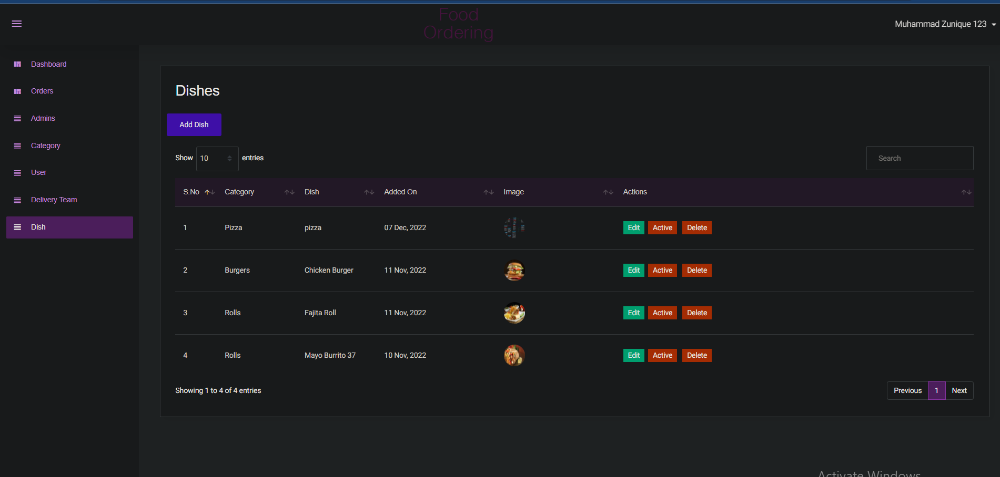 Food
Ordering
Muhammad Zunique 123
Dashboard
Orders
Admins
Category
User
Delivery Team
Dish
Dishes
Add Dish
Show 10 entries
Search
S.No Category Dish Added On Image Actions
1 Pizza pizza 07 Dec, 2022 Edit Active Delete
2 Burgers Chicken Burger 11 Nov, 2022 Edit Active Delete
3 Rolls Fajita Roll 11 Nov, 2022 Edit Active Delete
4 Rolls Mayo Burrito 37 10 Nov, 2022 Edit Active Delete
Showing 1 to 4 of 4 entries
Previous 1 Next
Activate Windows